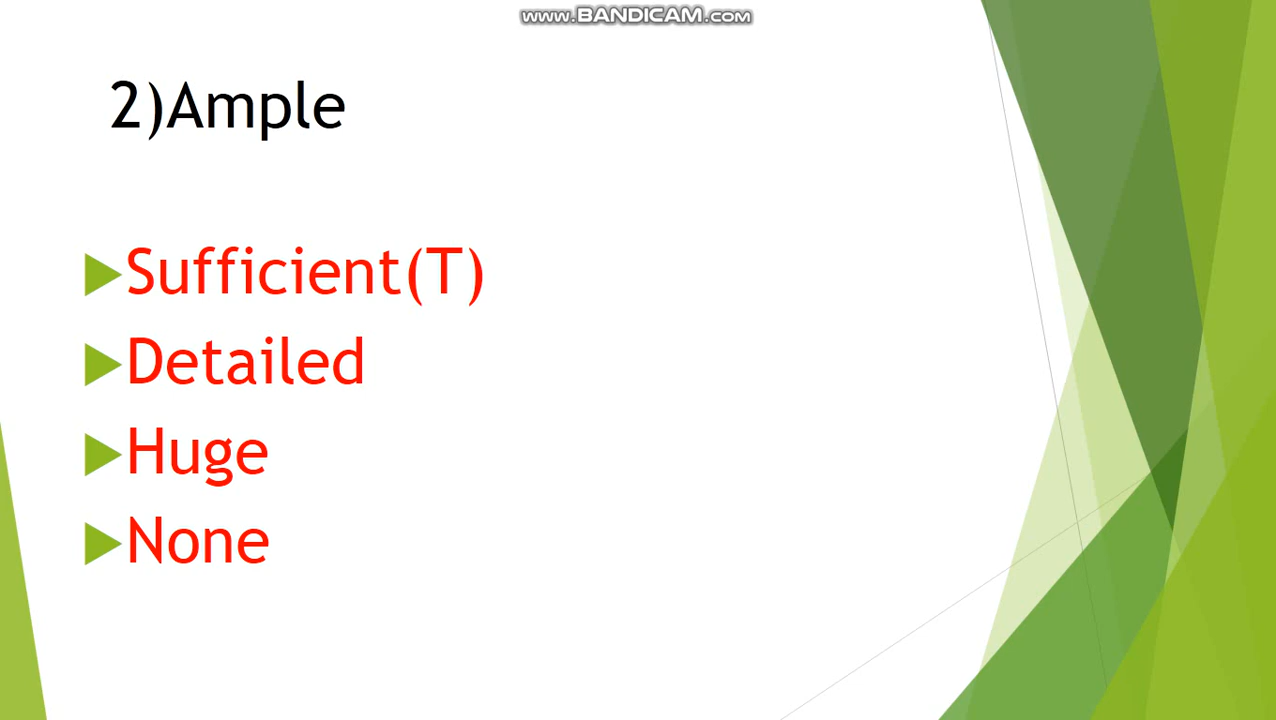 www.BANDICAM.com
2)Ample
Sufficient(T)
Detailed
Huge
None